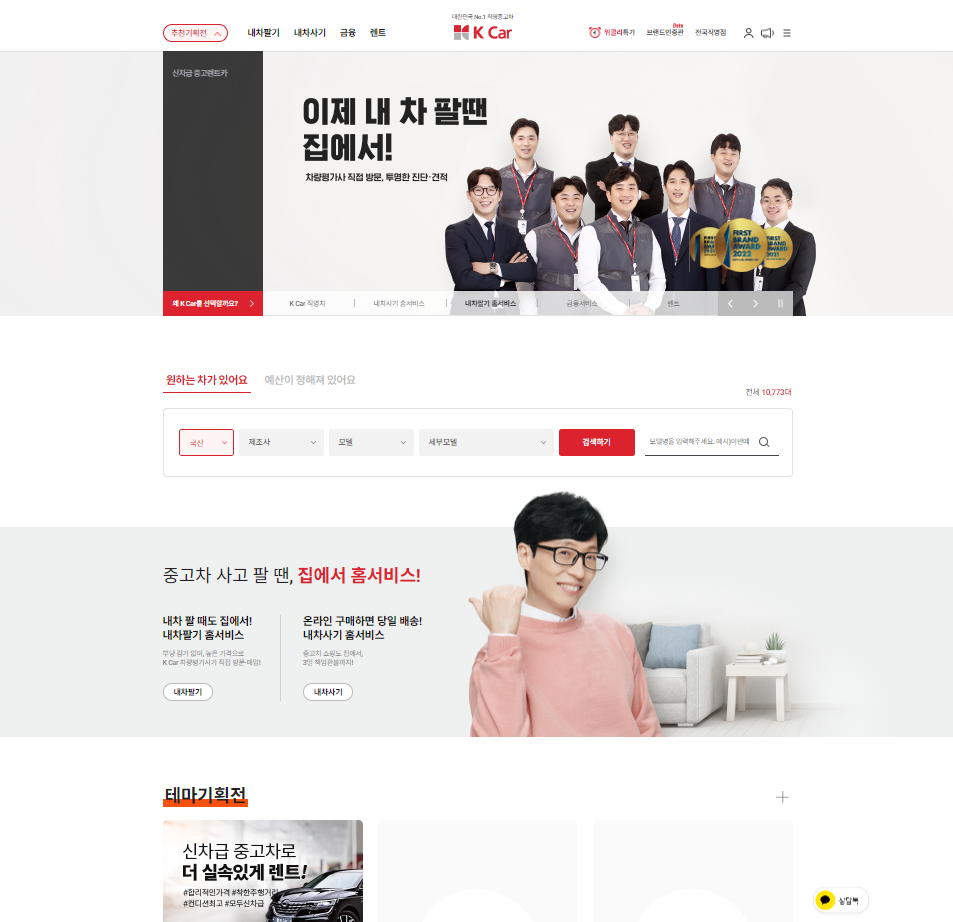 대한민국 No.1 직영중고차
추천기획전
내차팔기
내차사기
금융
렌트
K Car
위클리특가
Beta
브랜드인증관
전국직영점
신차급 중고렌트카
이제 내 차 팔땐
집에서!
차량평가사 직접 방문, 투명한 진단·견적
FIRST BRAND AWARD 2022
FIRST BRAND AWARD 2021
왜 K Car를 선택할까요?
K Car 직영차
내차사기 홈서비스
내차팔기 홈서비스
금융서비스
렌트
원하는 차가 있어요
예산이 정해져 있어요
전체 10,773대
국산
제조사
모델
세부모델
검색하기
모델명을 입력해주세요. 예시)아반떼
중고차 사고 팔 땐, 집에서 홈서비스!
내차 팔 때도 집에서!
내차팔기 홈서비스
부담 감가 없이, 높은 가격으로
K Car 차량평가사가 직접 방문·매입!
내차팔기
온라인 구매하면 당일 배송!
내차사기 홈서비스
중고차 쇼핑도 집에서,
3일 책임환불까지!
내차사기
테마기획전
신차급 중고차로
더 실속있게 렌트!
#합리적인가격 #착한주행거리
#컨디션최고 #모두신차급
상담톡